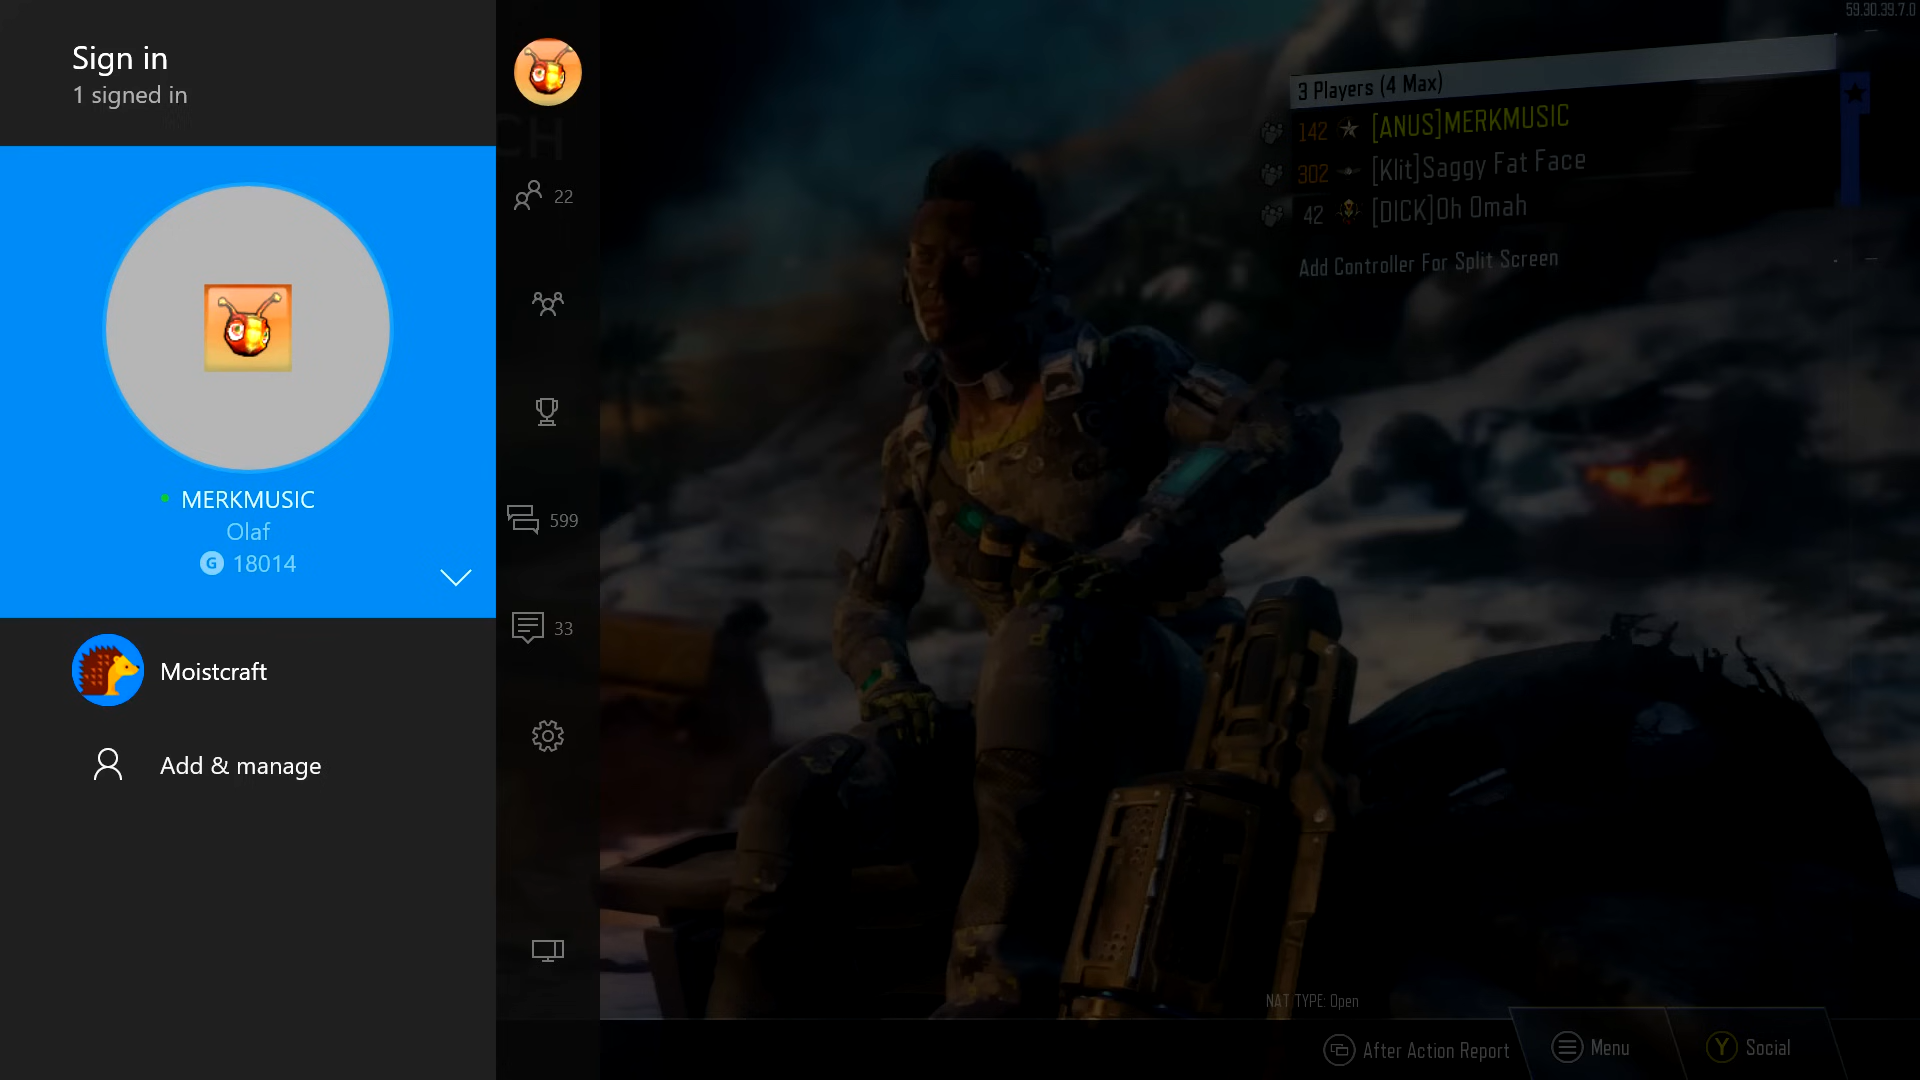 Sign in
1 signed in
MERKMUSIC
Olaf
G 18014
Moistcraft
Add & manage
22
599
33
CH
59.30.39.7.0
3 Players (4 Max)
142 [ANUS]MERKMUSIC
302 [Klit]Saggy Fat Face
42 [DICK]Oh Omah
Add Controller For Split Screen
NAT TYPE: Open
After Action Report
Menu
Y Social